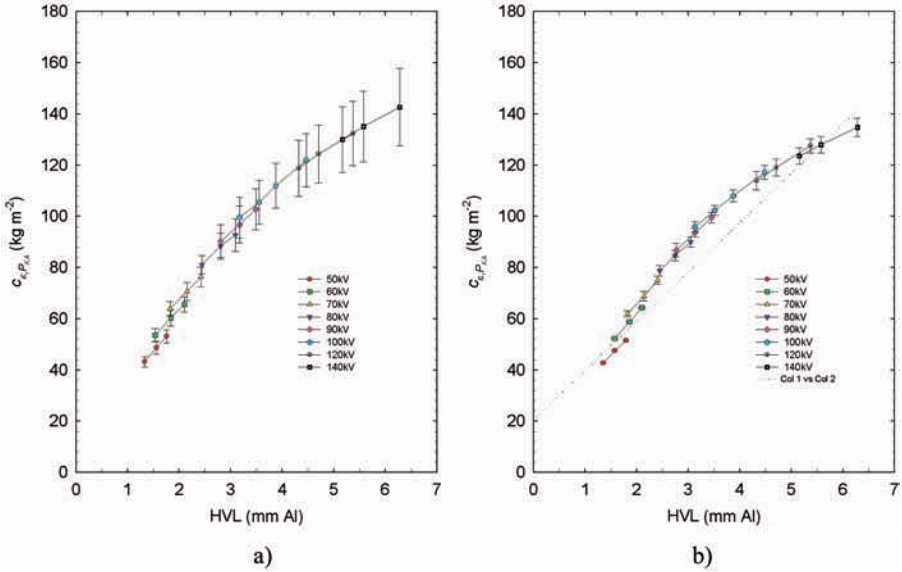 180
160
140
120
100
80
60
40
20
0
c_{ε,P_{KA}} (kg m⁻²)
50kV
60kV
70kV
80kV
90kV
100kV
120kV
140kV
0 1 2 3 4 5 6 7
HVL (mm Al)
a)
180
160
140
120
100
80
60
40
20
0
c_{ε,P_{KA}} (kg m⁻²)
50kV
60kV
70kV
80kV
90kV
100kV
120kV
140kV
Col 1 vs Col 2
0 1 2 3 4 5 6 7
HVL (mm Al)
b)